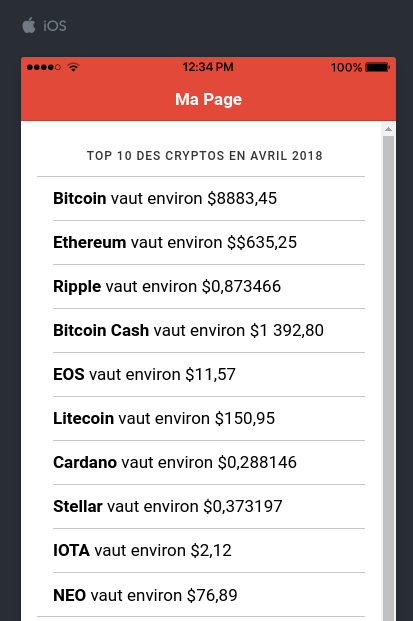 iOS
12:34 PM 100%
Ma Page
TOP 10 DES CRYPTOS EN AVRIL 2018
Bitcoin vaut environ $8883,45
Ethereum vaut environ $$635,25
Ripple vaut environ $0,873466
Bitcoin Cash vaut environ $1 392,80
EOS vaut environ $11,57
Litecoin vaut environ $150,95
Cardano vaut environ $0,288146
Stellar vaut environ $0,373197
IOTA vaut environ $2,12
NEO vaut environ $76,89